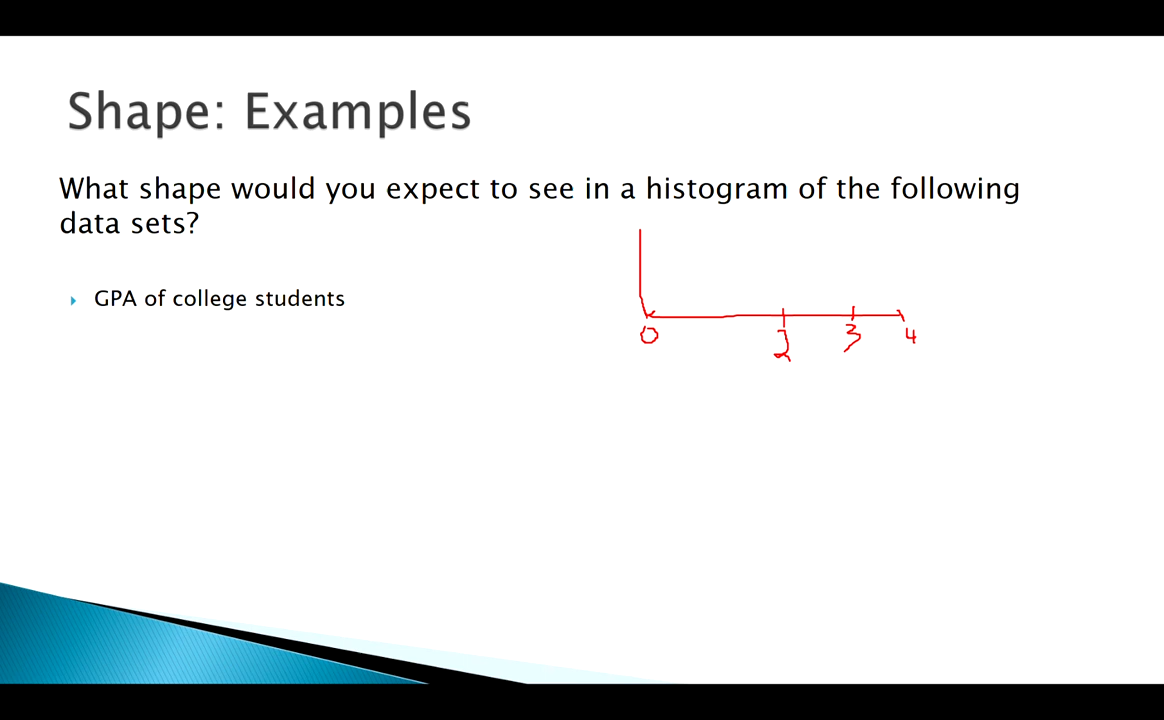 Shape: Examples
What shape would you expect to see in a histogram of the following
data sets?
GPA of college students
0 2 3 4